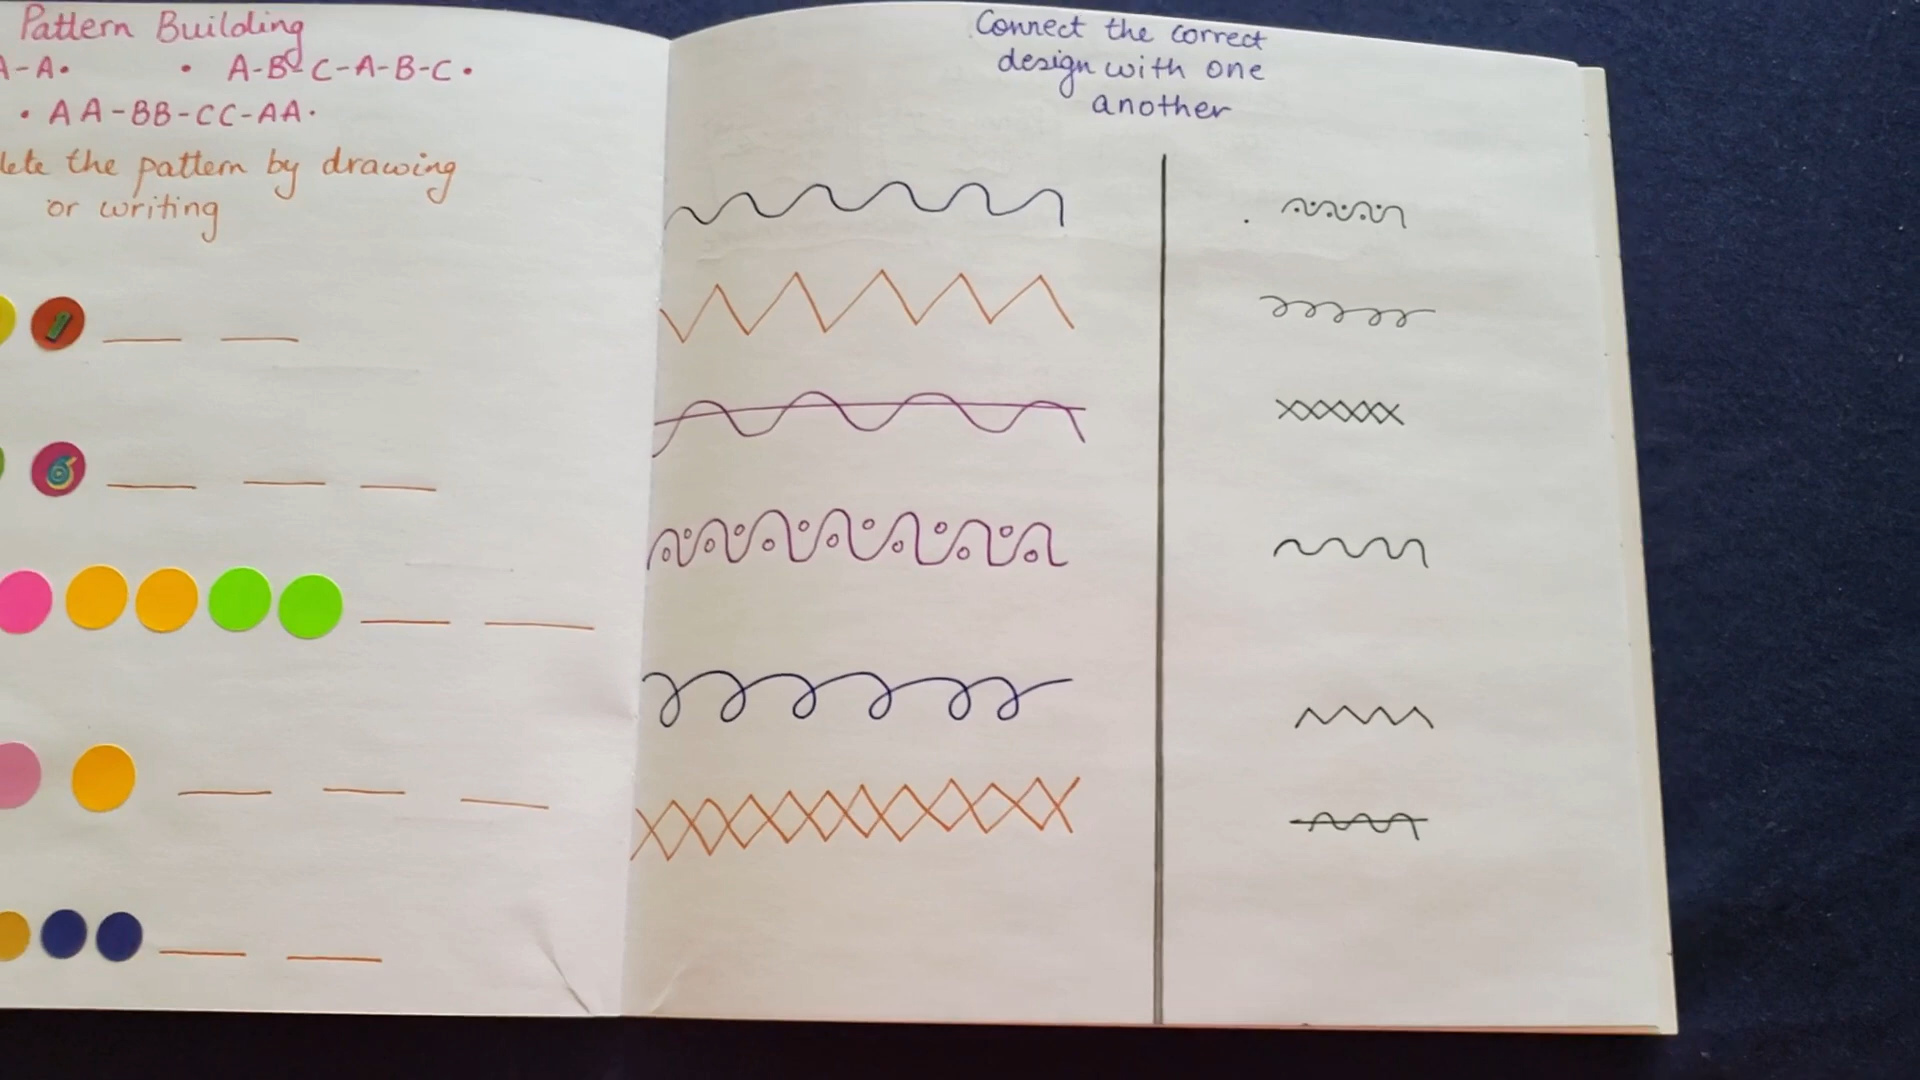 Pattern Building
A-A.
• A-B-C-A-B-C •
• AA-BB-CC-AA.
the pattern by drawing
or writing
Connect the correct
design with one
another